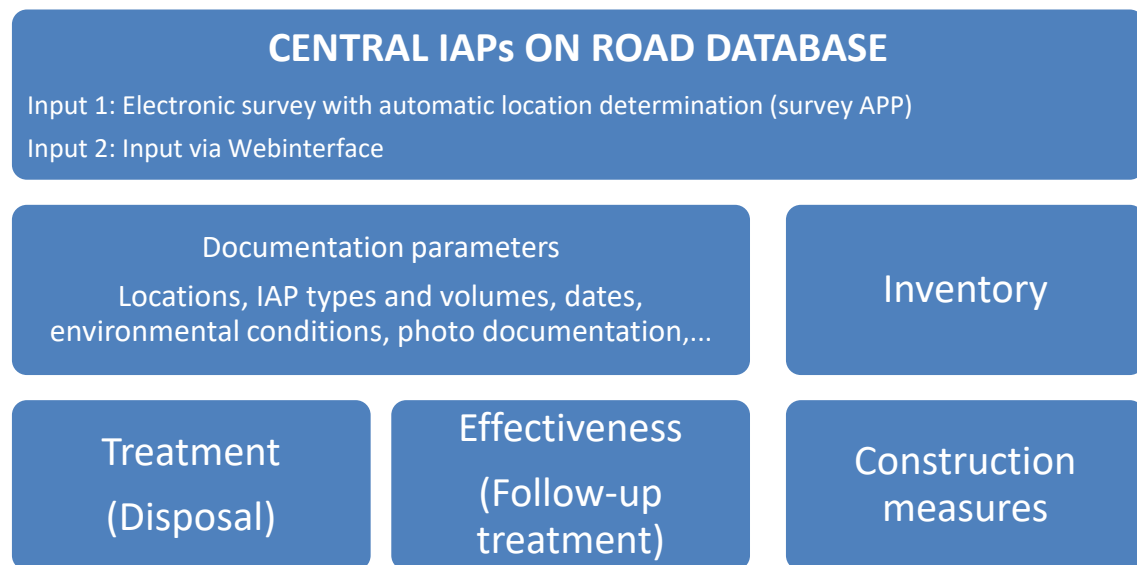 CENTRAL IAPs ON ROAD DATABASE
Input 1: Electronic survey with automatic location determination (survey APP)
Input 2: Input via Webinterface
Documentation parameters
Locations, IAP types and volumes, dates,
environmental conditions, photo documentation,...
Inventory
Treatment
(Disposal)
Effectiveness
(Follow-up
treatment)
Construction
measures